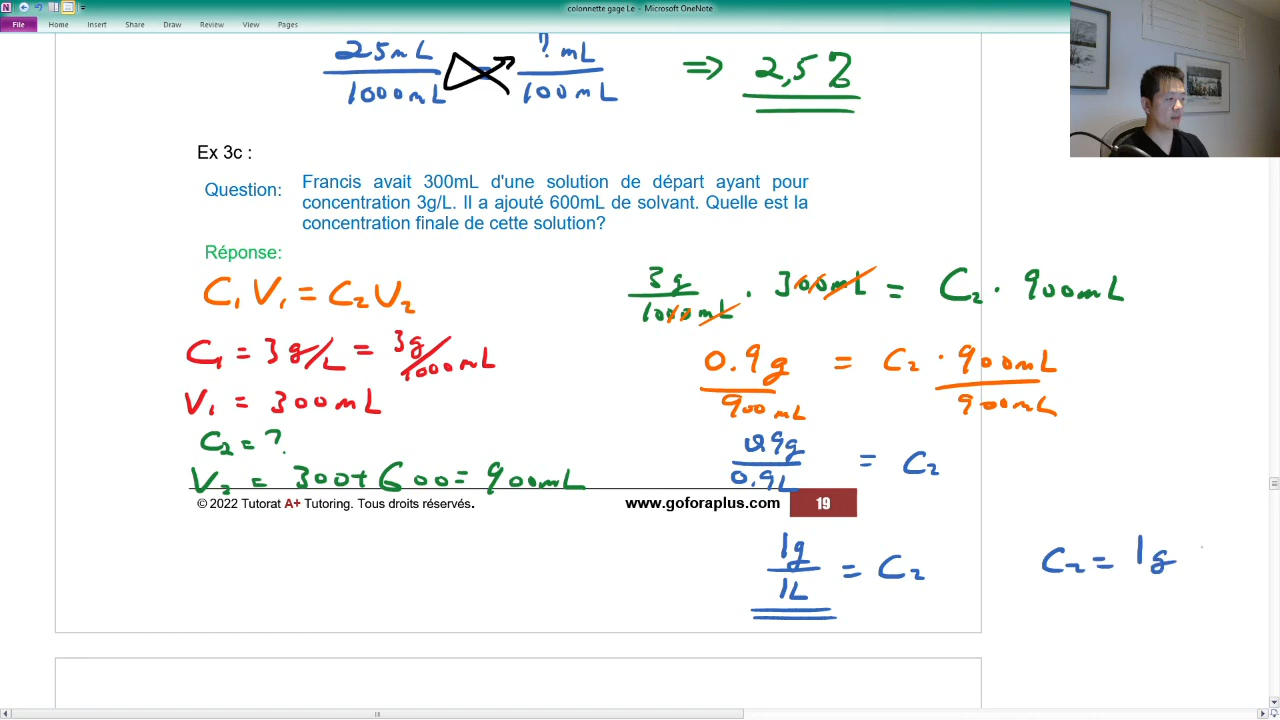 colonnette gage Le - Microsoft OneNote
File Home Insert Share Draw Review View Pages
25mL / 1000mL = ? mL / 100mL => 2,5 %
Ex 3c :
Question: Francis avait 300mL d'une solution de départ ayant pour
concentration 3g/L. Il a ajouté 600mL de solvant. Quelle est la
concentration finale de cette solution?
Réponse:
C₁ V₁ = C₂ V₂
C₁ = 3g/L = 3g/1000mL
V₁ = 300mL
C₂ = ?
V₂ = 300+600= 900mL
3g / 1000mL · 300mL = C₂ · 900mL
0.9g / 900mL = C₂ · 900mL / 900mL
0.9g / 0.9L = C₂
© 2022 Tutorat A+ Tutoring. Tous droits réservés. www.goforaplus.com 19
1g / 1L = C₂
C₂ = 1g